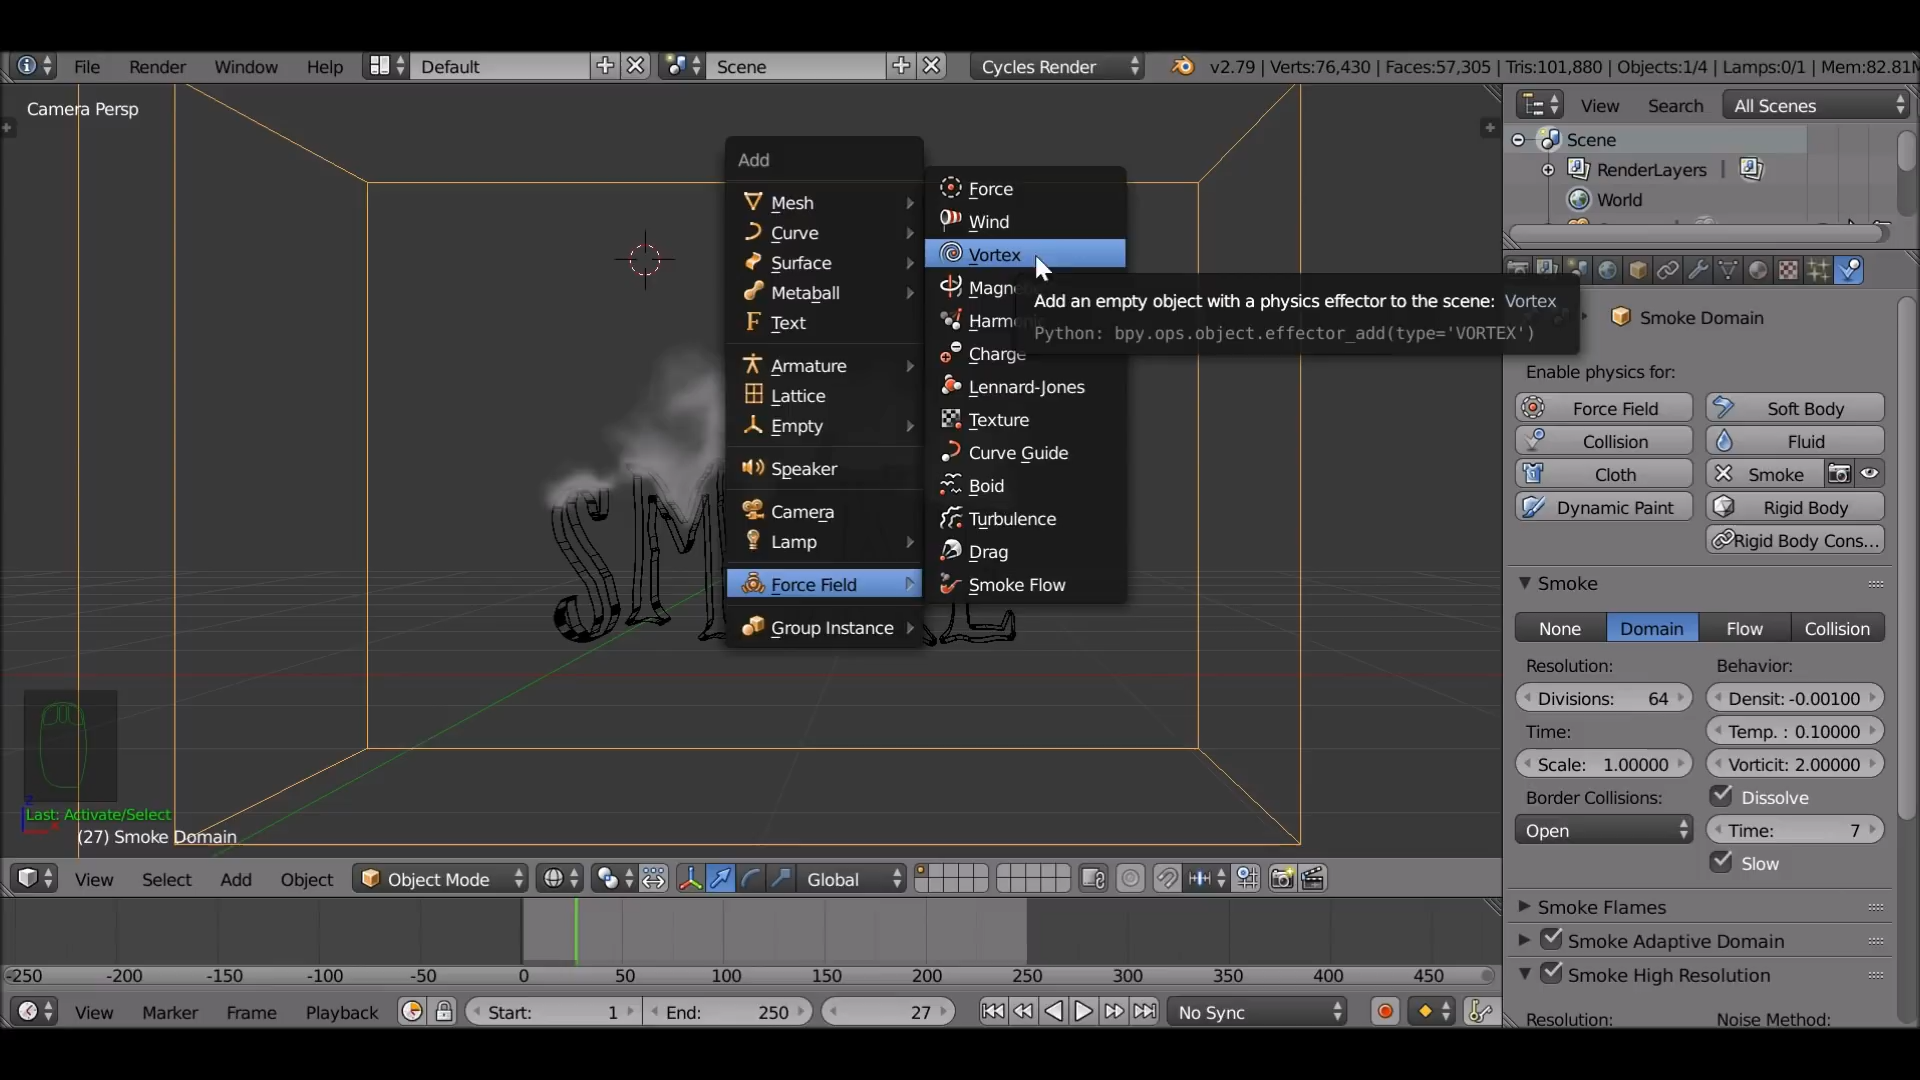 File Render Window Help Default Scene Cycles Render v2.79 | Verts:76,430 | Faces:57,305 | Tris:101,880 | Objects:1/4 | Lamps:0/1 | Mem:82.81M
Camera Persp
View Search All Scenes
Scene
RenderLayers
World
Add
Mesh
Curve
Surface
Metaball
Text
Armature
Lattice
Empty
Speaker
Camera
Lamp
Force Field
Group Instance
Force
Wind
Vortex
Magne
Harmonic
Charge
Lennard-Jones
Texture
Curve Guide
Boid
Turbulence
Drag
Smoke Flow
Add an empty object with a physics effector to the scene: Vortex
Python: bpy.ops.object.effector_add(type='VORTEX')
Smoke Domain
Enable physics for:
Force Field Soft Body
Collision Fluid
Cloth Smoke
Dynamic Paint Rigid Body
Rigid Body Cons...
Smoke
None Domain Flow Collision
Resolution: Behavior:
Divisions: 64 Densit: -0.00100
Time: Temp. : 0.10000
Scale: 1.00000 Vorticit: 2.00000
Border Collisions: Dissolve
Open Time: 7
Slow
Smoke Flames
Smoke Adaptive Domain
Smoke High Resolution
Resolution: Noise Method:
SM
L
Last: Activate/Select
(27) Smoke Domain
View Select Add Object Object Mode Global
-250 -200 -150 -100 -50 0 50 100 150 200 250 300 350 400 450
View Marker Frame Playback Start: 1 End: 250 27 No Sync